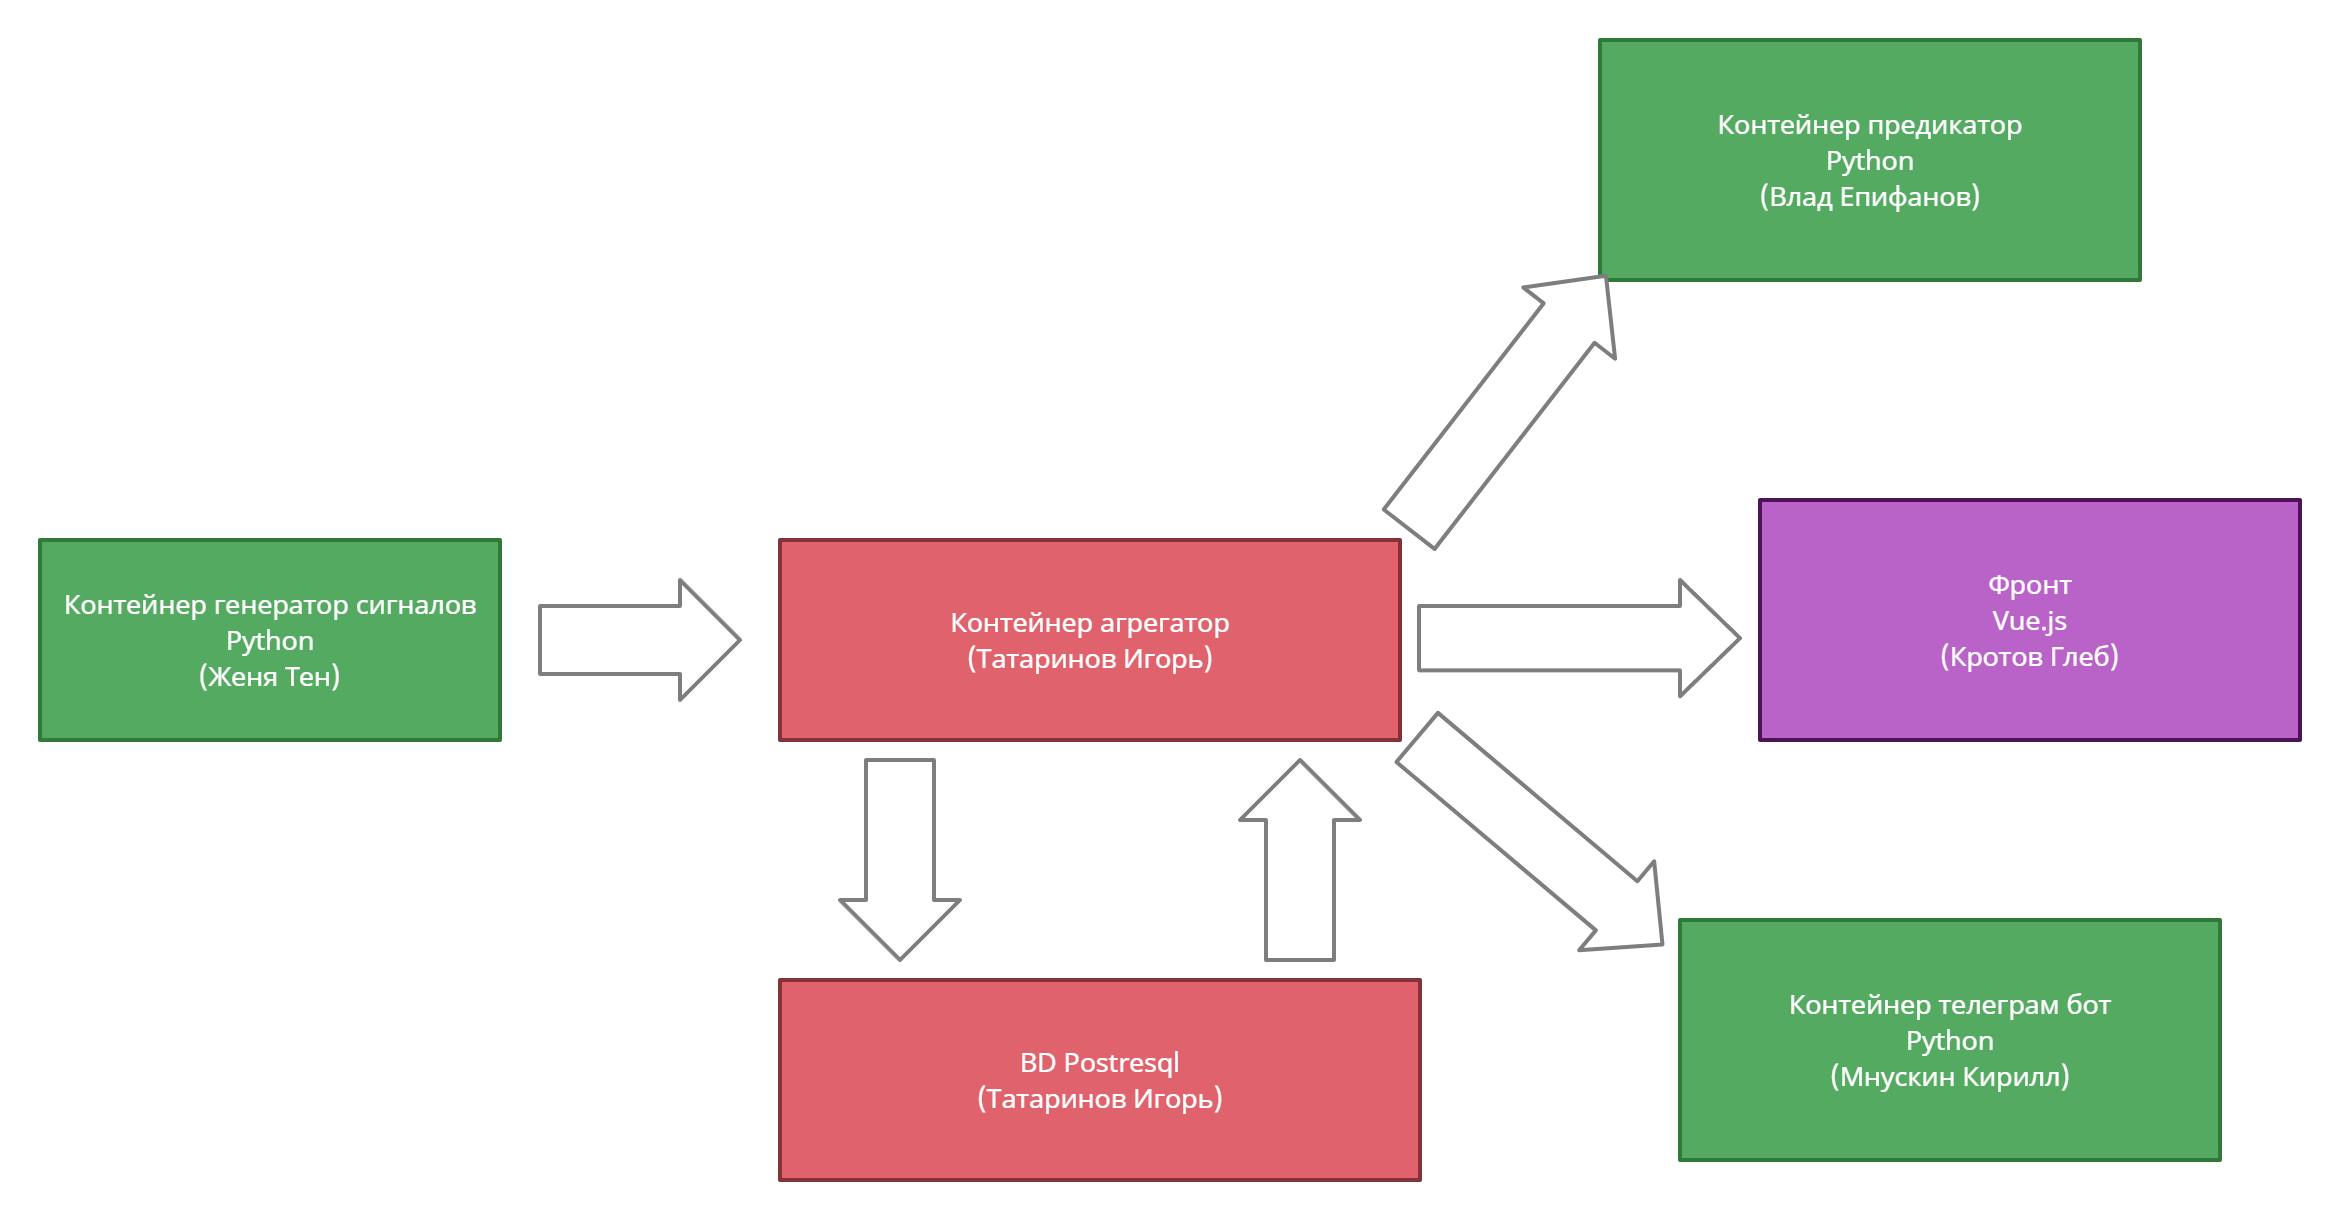 Контейнер предикатор
Python
(Влад Епифанов)
Контейнер генератор сигналов
Python
(Женя Тен)
Контейнер агрегатор
(Татаринов Игорь)
Фронт
Vue.js
(Кротов Глеб)
BD Postresql
(Татаринов Игорь)
Контейнер телеграм бот
Python
(Мнускин Кирилл)